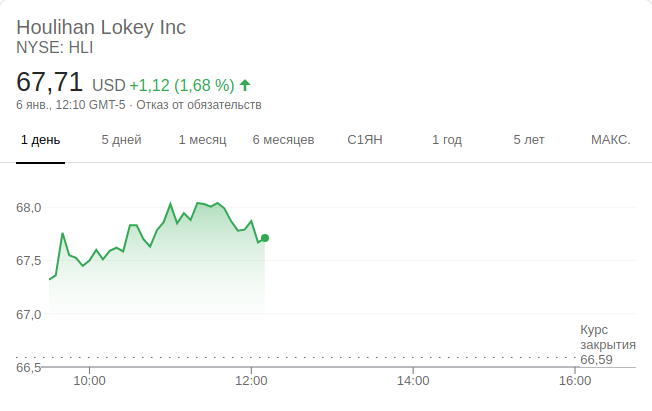 Houlihan Lokey Inc
NYSE: HLI
67,71 USD +1,12 (1,68 %)
6 янв., 12:10 GMT-5 · Отказ от обязательств
1 день 5 дней 1 месяц 6 месяцев С1ЯН 1 год 5 лет МАКС.
68,0
67,5
67,0
Курс
закрытия
66,59
66,5
10:00 12:00 14:00 16:00